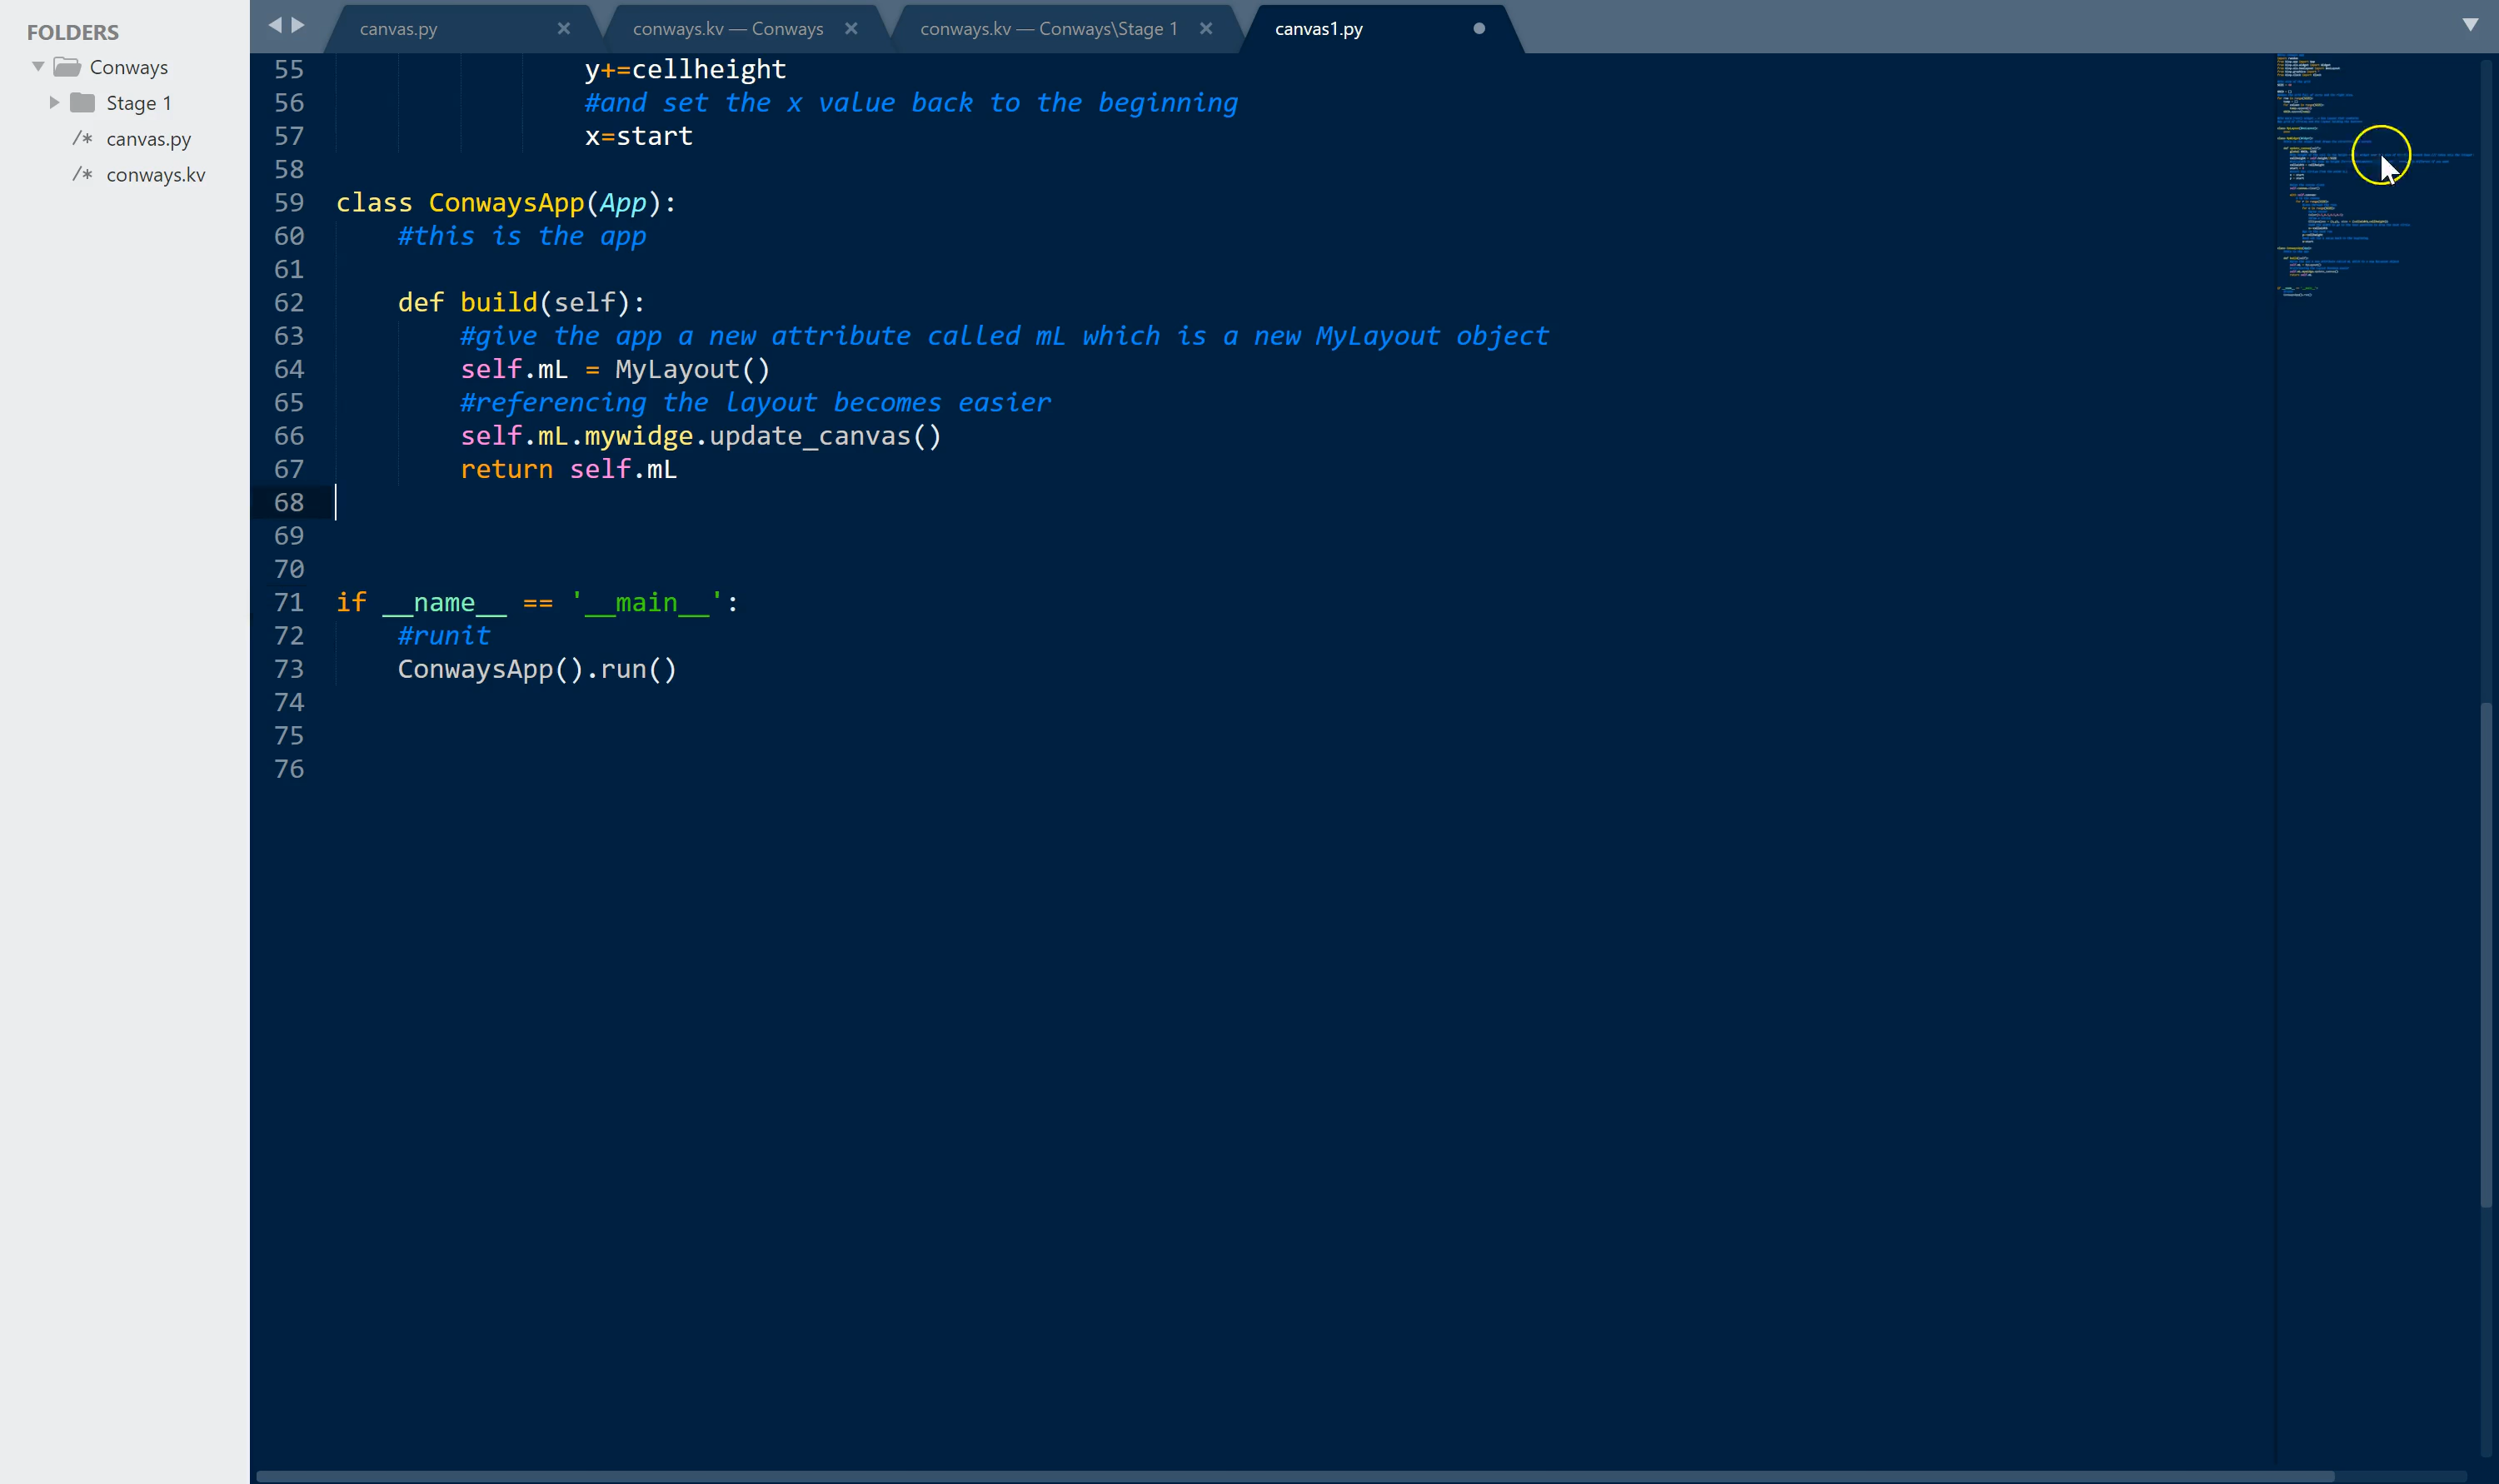 FOLDERS
Conways
Stage 1
/* canvas.py
/* conways.kv
canvas.py
conways.kv — Conways
conways.kv — Conways\Stage 1
canvas1.py
55 y+=cellheight
56 #and set the x value back to the beginning
57 x=start
58
59 class ConwaysApp(App):
60 #this is the app
61
62 def build(self):
63 #give the app a new attribute called mL which is a new MyLayout object
64 self.mL = MyLayout()
65 #referencing the layout becomes easier
66 self.mL.mywidge.update_canvas()
67 return self.mL
68
69
70
71 if __name__ == '__main__':
72 #runit
73 ConwaysApp().run()
74
75
76